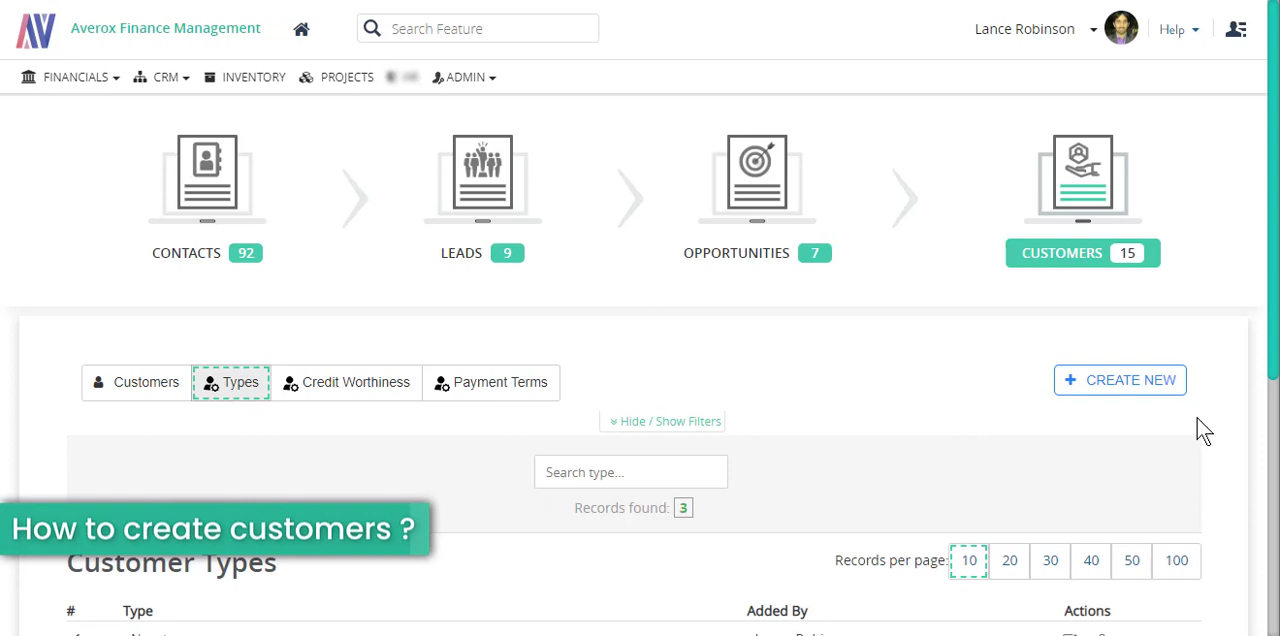 AV Averox Finance Management
Search Feature
Lance Robinson
Help
FINANCIALS CRM INVENTORY PROJECTS ADMIN
CONTACTS 92
LEADS 9
OPPORTUNITIES 7
CUSTOMERS 15
Customers Types Credit Worthiness Payment Terms
+ CREATE NEW
Hide / Show Filters
Search type...
Records found: 3
How to create customers ?
Customer Types
Records per page: 10 20 30 40 50 100
# Type Added By Actions